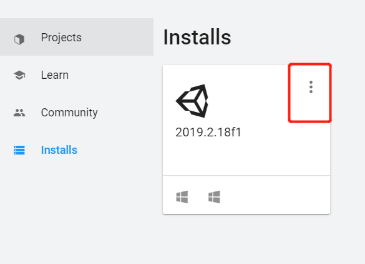 Projects
Learn
Community
Installs
Installs
2019.2.18f1